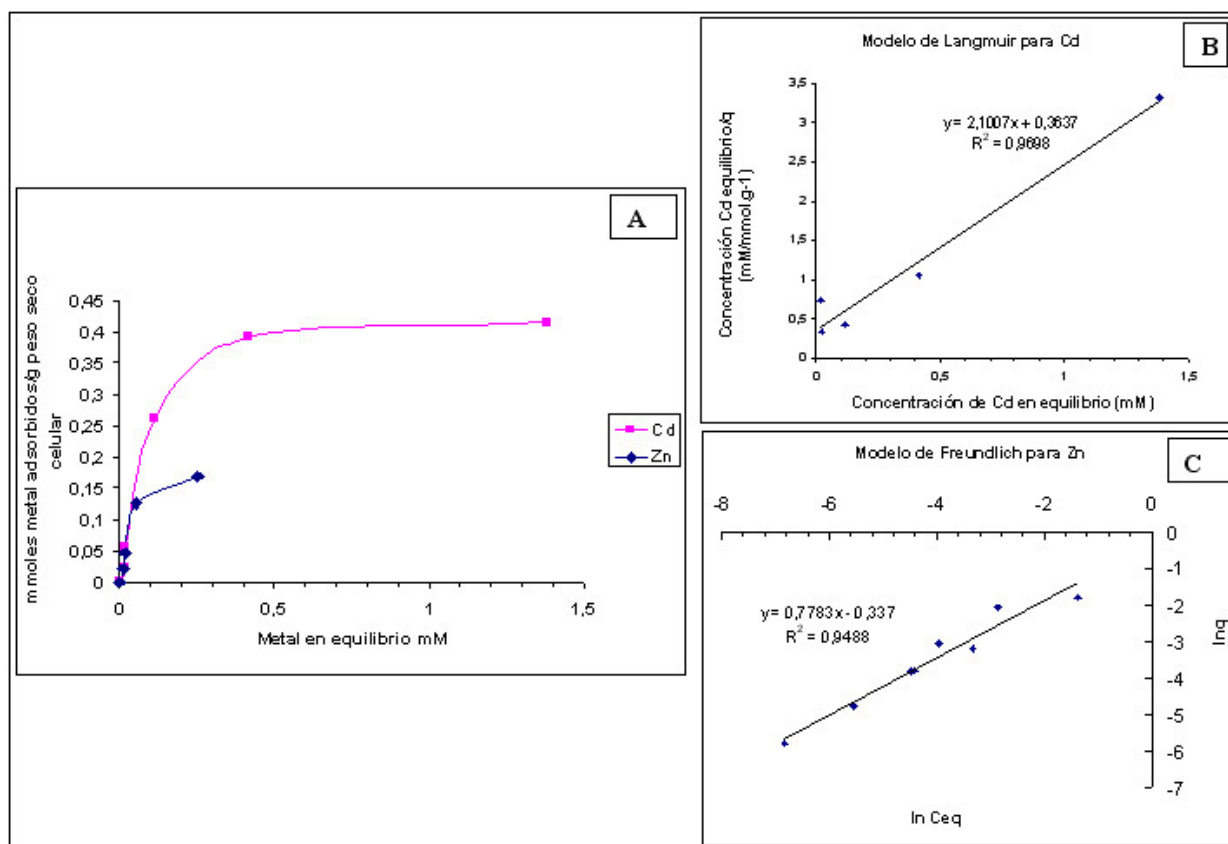 A
mmoles metal adsorbidos/g peso seco
celular
0,45
0,4
0,35
0,3
0,25
0,2
0,15
0,1
0,05
0
0 0,5 1 1,5
Metal en equilibrio mM
Cd
Zn
B
Modelo de Langmuir para Cd
Concentración Cd equilibrio/q
(mM/mmol.g-1)
3,5
3
2,5
2
1,5
1
0,5
0
y = 2,1007x + 0,3637
R2 = 0,9698
0 0,5 1 1,5
Concentración de Cd en equilibrio (mM)
C
Modelo de Freundlich para Zn
-8 -6 -4 -2 0
0
-1
-2
-3
-4
-5
-6
-7
y = 0,7783x - 0,337
R2 = 0,9488
lnq
ln Ceq